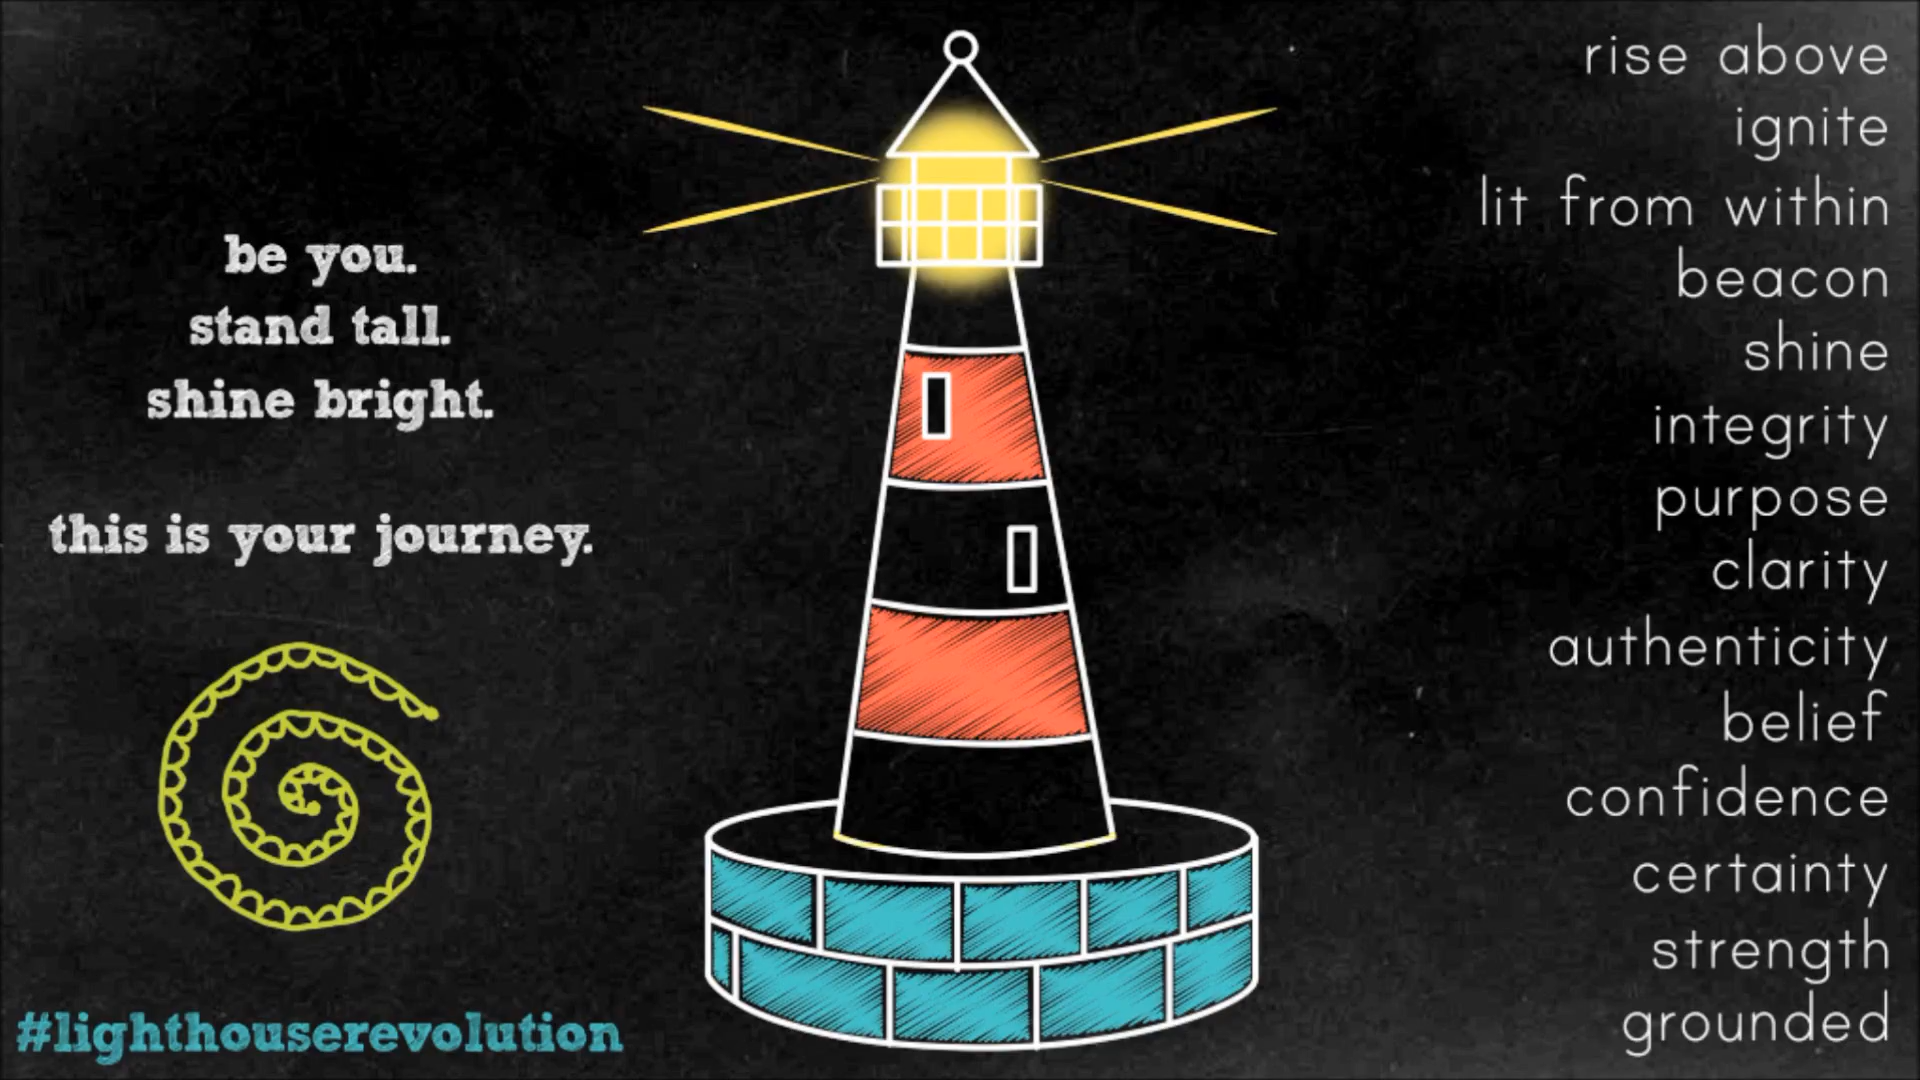 be you.
stand tall.
shine bright.
this is your journey.
#lighthouserevolution
rise above
ignite
lit from within
beacon
shine
integrity
purpose
clarity
authenticity
belief
confidence
certainty
strength
grounded